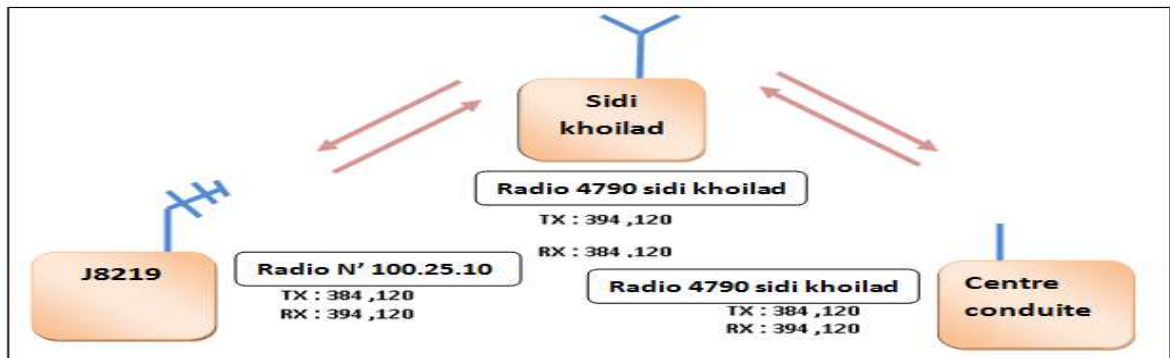 Sidi
khoilad
Radio 4790 sidi khoilad
TX : 394 ,120
RX : 384 ,120
J8219
Radio N’ 100.25.10
TX : 384 ,120
RX : 394 ,120
Radio 4790 sidi khoilad
TX : 384 ,120
RX : 394 ,120
Centre
conduite